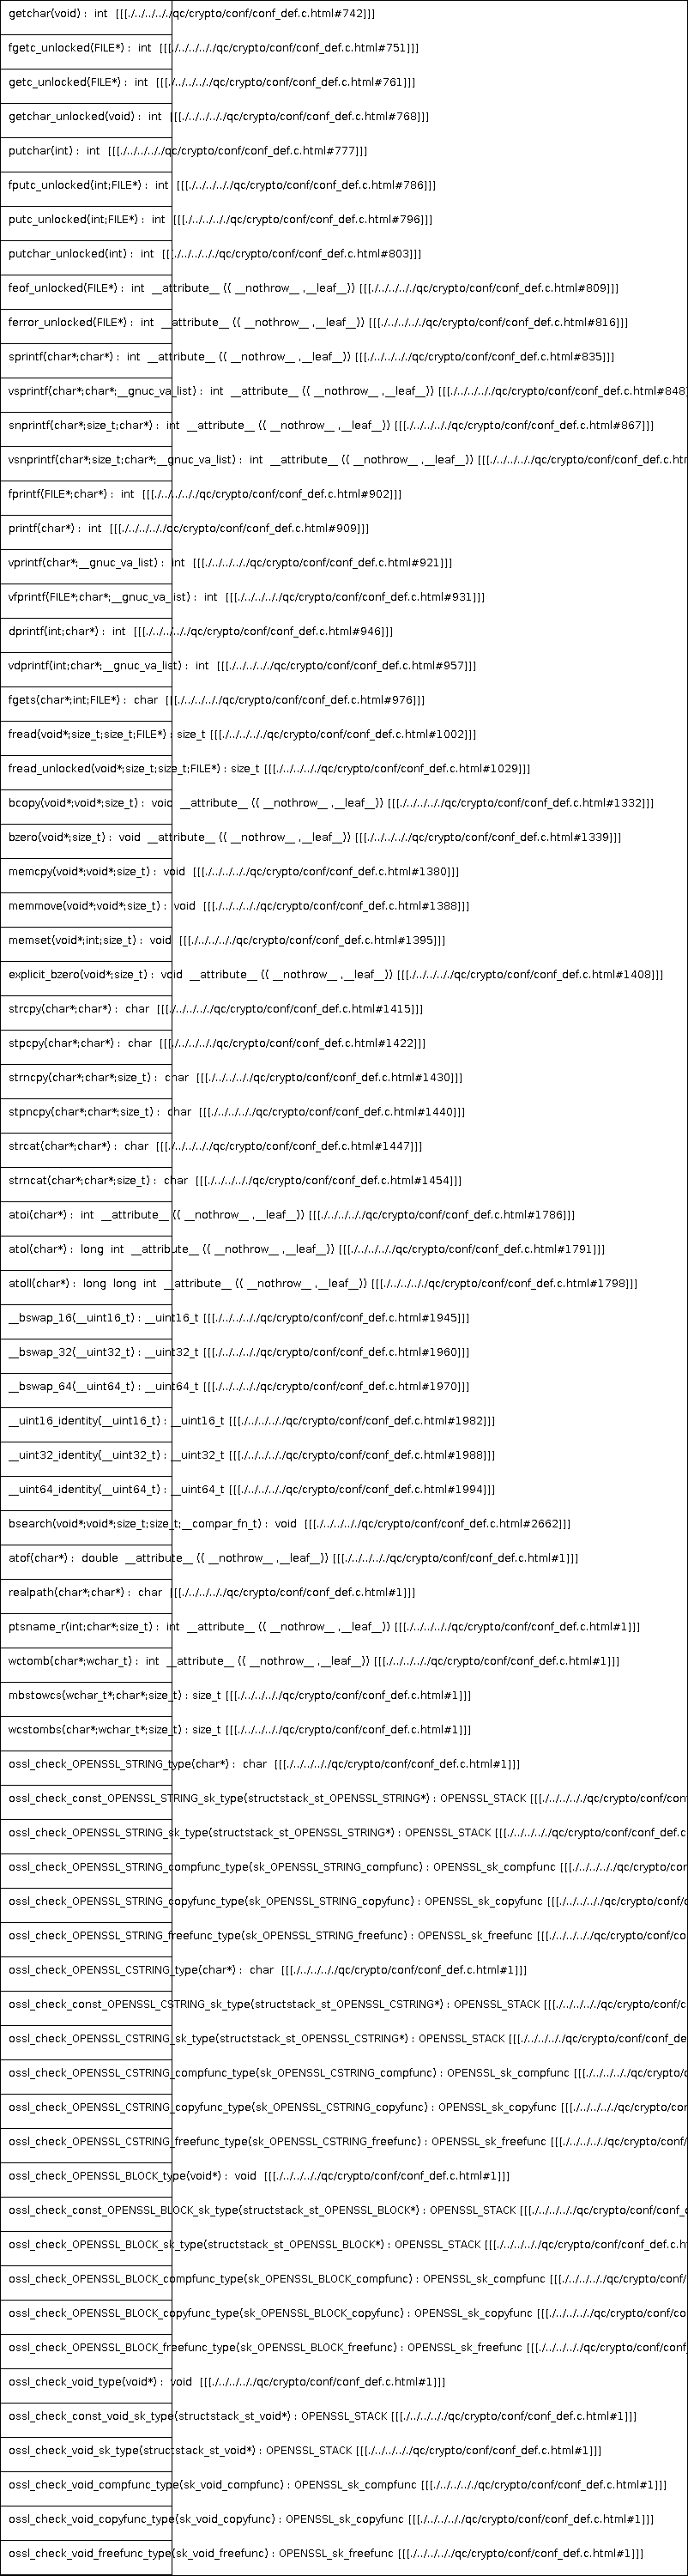 getchar(void) :  int  [[[./../../././qc/crypto/conf/conf_def.c.html#742]]]
fgetc_unlocked(FILE*) :  int  [[[./../../././qc/crypto/conf/conf_def.c.html#751]]]
getc_unlocked(FILE*) :  int  [[[./../../././qc/crypto/conf/conf_def.c.html#761]]]
getchar_unlocked(void) :  int  [[[./../../././qc/crypto/conf/conf_def.c.html#768]]]
putchar(int) :  int  [[[./../../././qc/crypto/conf/conf_def.c.html#777]]]
fputc_unlocked(int;FILE*) :  int  [[[./../../././qc/crypto/conf/conf_def.c.html#786]]]
putc_unlocked(int;FILE*) :  int  [[[./../../././qc/crypto/conf/conf_def.c.html#796]]]
putchar_unlocked(int) :  int  [[[./../../././qc/crypto/conf/conf_def.c.html#803]]]
feof_unlocked(FILE*) :  int  __attribute__ (( __nothrow__ ,__leaf__)) [[[./../../././qc/crypto/conf/conf_def.c.html#809]]]
ferror_unlocked(FILE*) :  int  __attribute__ (( __nothrow__ ,__leaf__)) [[[./../../././qc/crypto/conf/conf_def.c.html#816]]]
sprintf(char*;char*) :  int  __attribute__ (( __nothrow__ ,__leaf__)) [[[./../../././qc/crypto/conf/conf_def.c.html#835]]]
vsprintf(char*;char*;__gnuc_va_list) :  int  __attribute__ (( __nothrow__ ,__leaf__)) [[[./../../././qc/crypto/conf/conf_def.c.html#848]
snprintf(char*;size_t;char*) :  int  __attribute__ (( __nothrow__ ,__leaf__)) [[[./../../././qc/crypto/conf/conf_def.c.html#867]]]
vsnprintf(char*;size_t;char*;__gnuc_va_list) :  int  __attribute__ (( __nothrow__ ,__leaf__)) [[[./../../././qc/crypto/conf/conf_def.c.htm
fprintf(FILE*;char*) :  int  [[[./../../././qc/crypto/conf/conf_def.c.html#902]]]
printf(char*) :  int  [[[./../../././qc/crypto/conf/conf_def.c.html#909]]]
vprintf(char*;__gnuc_va_list) :  int  [[[./../../././qc/crypto/conf/conf_def.c.html#921]]]
vfprintf(FILE*;char*;__gnuc_va_list) :  int  [[[./../../././qc/crypto/conf/conf_def.c.html#931]]]
dprintf(int;char*) :  int  [[[./../../././qc/crypto/conf/conf_def.c.html#946]]]
vdprintf(int;char*;__gnuc_va_list) :  int  [[[./../../././qc/crypto/conf/conf_def.c.html#957]]]
fgets(char*;int;FILE*) :  char  [[[./../../././qc/crypto/conf/conf_def.c.html#976]]]
fread(void*;size_t;size_t;FILE*) : size_t [[[./../../././qc/crypto/conf/conf_def.c.html#1002]]]
fread_unlocked(void*;size_t;size_t;FILE*) : size_t [[[./../../././qc/crypto/conf/conf_def.c.html#1029]]]
bcopy(void*;void*;size_t) :  void  __attribute__ (( __nothrow__ ,__leaf__)) [[[./../../././qc/crypto/conf/conf_def.c.html#1332]]]
bzero(void*;size_t) :  void  __attribute__ (( __nothrow__ ,__leaf__)) [[[./../../././qc/crypto/conf/conf_def.c.html#1339]]]
memcpy(void*;void*;size_t) :  void  [[[./../../././qc/crypto/conf/conf_def.c.html#1380]]]
memmove(void*;void*;size_t) :  void  [[[./../../././qc/crypto/conf/conf_def.c.html#1388]]]
memset(void*;int;size_t) :  void  [[[./../../././qc/crypto/conf/conf_def.c.html#1395]]]
explicit_bzero(void*;size_t) :  void  __attribute__ (( __nothrow__ ,__leaf__)) [[[./../../././qc/crypto/conf/conf_def.c.html#1408]]]
strcpy(char*;char*) :  char  [[[./../../././qc/crypto/conf/conf_def.c.html#1415]]]
stpcpy(char*;char*) :  char  [[[./../../././qc/crypto/conf/conf_def.c.html#1422]]]
strncpy(char*;char*;size_t) :  char  [[[./../../././qc/crypto/conf/conf_def.c.html#1430]]]
stpncpy(char*;char*;size_t) :  char  [[[./../../././qc/crypto/conf/conf_def.c.html#1440]]]
strcat(char*;char*) :  char  [[[./../../././qc/crypto/conf/conf_def.c.html#1447]]]
strncat(char*;char*;size_t) :  char  [[[./../../././qc/crypto/conf/conf_def.c.html#1454]]]
atoi(char*) :  int  __attribute__ (( __nothrow__ ,__leaf__)) [[[./../../././qc/crypto/conf/conf_def.c.html#1786]]]
atol(char*) :  long  int  __attribute__ (( __nothrow__ ,__leaf__)) [[[./../../././qc/crypto/conf/conf_def.c.html#1791]]]
atoll(char*) :  long  long  int  __attribute__ (( __nothrow__ ,__leaf__)) [[[./../../././qc/crypto/conf/conf_def.c.html#1798]]]
__bswap_16(__uint16_t) : __uint16_t [[[./../../././qc/crypto/conf/conf_def.c.html#1945]]]
__bswap_32(__uint32_t) : __uint32_t [[[./../../././qc/crypto/conf/conf_def.c.html#1960]]]
__bswap_64(__uint64_t) : __uint64_t [[[./../../././qc/crypto/conf/conf_def.c.html#1970]]]
__uint16_identity(__uint16_t) : __uint16_t [[[./../../././qc/crypto/conf/conf_def.c.html#1982]]]
__uint32_identity(__uint32_t) : __uint32_t [[[./../../././qc/crypto/conf/conf_def.c.html#1988]]]
__uint64_identity(__uint64_t) : __uint64_t [[[./../../././qc/crypto/conf/conf_def.c.html#1994]]]
bsearch(void*;void*;size_t;size_t;__compar_fn_t) :  void  [[[./../../././qc/crypto/conf/conf_def.c.html#2662]]]
atof(char*) :  double  __attribute__ (( __nothrow__ ,__leaf__)) [[[./../../././qc/crypto/conf/conf_def.c.html#1]]]
realpath(char*;char*) :  char  [[[./../../././qc/crypto/conf/conf_def.c.html#1]]]
ptsname_r(int;char*;size_t) :  int  __attribute__ (( __nothrow__ ,__leaf__)) [[[./../../././qc/crypto/conf/conf_def.c.html#1]]]
wctomb(char*;wchar_t) :  int  __attribute__ (( __nothrow__ ,__leaf__)) [[[./../../././qc/crypto/conf/conf_def.c.html#1]]]
mbstowcs(wchar_t*;char*;size_t) : size_t [[[./../../././qc/crypto/conf/conf_def.c.html#1]]]
wcstombs(char*;wchar_t*;size_t) : size_t [[[./../../././qc/crypto/conf/conf_def.c.html#1]]]
ossl_check_OPENSSL_STRING_type(char*) :  char  [[[./../../././qc/crypto/conf/conf_def.c.html#1]]]
ossl_check_const_OPENSSL_STRING_sk_type(structstack_st_OPENSSL_STRING*) : OPENSSL_STACK [[[./../../././qc/crypto/conf/conf
ossl_check_OPENSSL_STRING_sk_type(structstack_st_OPENSSL_STRING*) : OPENSSL_STACK [[[./../../././qc/crypto/conf/conf_def.c
ossl_check_OPENSSL_STRING_compfunc_type(sk_OPENSSL_STRING_compfunc) : OPENSSL_sk_compfunc [[[./../../././qc/crypto/con
ossl_check_OPENSSL_STRING_copyfunc_type(sk_OPENSSL_STRING_copyfunc) : OPENSSL_sk_copyfunc [[[./../../././qc/crypto/conf/c
ossl_check_OPENSSL_STRING_freefunc_type(sk_OPENSSL_STRING_freefunc) : OPENSSL_sk_freefunc [[[./../../././qc/crypto/conf/co
ossl_check_OPENSSL_CSTRING_type(char*) :  char  [[[./../../././qc/crypto/conf/conf_def.c.html#1]]]
ossl_check_const_OPENSSL_CSTRING_sk_type(structstack_st_OPENSSL_CSTRING*) : OPENSSL_STACK [[[./../../././qc/crypto/conf/c
ossl_check_OPENSSL_CSTRING_sk_type(structstack_st_OPENSSL_CSTRING*) : OPENSSL_STACK [[[./../../././qc/crypto/conf/conf_de
ossl_check_OPENSSL_CSTRING_compfunc_type(sk_OPENSSL_CSTRING_compfunc) : OPENSSL_sk_compfunc [[[./../../././qc/crypto/c
ossl_check_OPENSSL_CSTRING_copyfunc_type(sk_OPENSSL_CSTRING_copyfunc) : OPENSSL_sk_copyfunc [[[./../../././qc/crypto/con
ossl_check_OPENSSL_CSTRING_freefunc_type(sk_OPENSSL_CSTRING_freefunc) : OPENSSL_sk_freefunc [[[./../../././qc/crypto/conf/
ossl_check_OPENSSL_BLOCK_type(void*) :  void  [[[./../../././qc/crypto/conf/conf_def.c.html#1]]]
ossl_check_const_OPENSSL_BLOCK_sk_type(structstack_st_OPENSSL_BLOCK*) : OPENSSL_STACK [[[./../../././qc/crypto/conf/conf_d
ossl_check_OPENSSL_BLOCK_sk_type(structstack_st_OPENSSL_BLOCK*) : OPENSSL_STACK [[[./../../././qc/crypto/conf/conf_def.c.h
ossl_check_OPENSSL_BLOCK_compfunc_type(sk_OPENSSL_BLOCK_compfunc) : OPENSSL_sk_compfunc [[[./../../././qc/crypto/conf/
ossl_check_OPENSSL_BLOCK_copyfunc_type(sk_OPENSSL_BLOCK_copyfunc) : OPENSSL_sk_copyfunc [[[./../../././qc/crypto/conf/co
ossl_check_OPENSSL_BLOCK_freefunc_type(sk_OPENSSL_BLOCK_freefunc) : OPENSSL_sk_freefunc [[[./../../././qc/crypto/conf/conf_
ossl_check_void_type(void*) :  void  [[[./../../././qc/crypto/conf/conf_def.c.html#1]]]
ossl_check_const_void_sk_type(structstack_st_void*) : OPENSSL_STACK [[[./../../././qc/crypto/conf/conf_def.c.html#1]]]
ossl_check_void_sk_type(structstack_st_void*) : OPENSSL_STACK [[[./../../././qc/crypto/conf/conf_def.c.html#1]]]
ossl_check_void_compfunc_type(sk_void_compfunc) : OPENSSL_sk_compfunc [[[./../../././qc/crypto/conf/conf_def.c.html#1]]]
ossl_check_void_copyfunc_type(sk_void_copyfunc) : OPENSSL_sk_copyfunc [[[./../../././qc/crypto/conf/conf_def.c.html#1]]]
ossl_check_void_freefunc_type(sk_void_freefunc) : OPENSSL_sk_freefunc [[[./../../././qc/crypto/conf/conf_def.c.html#1]]]